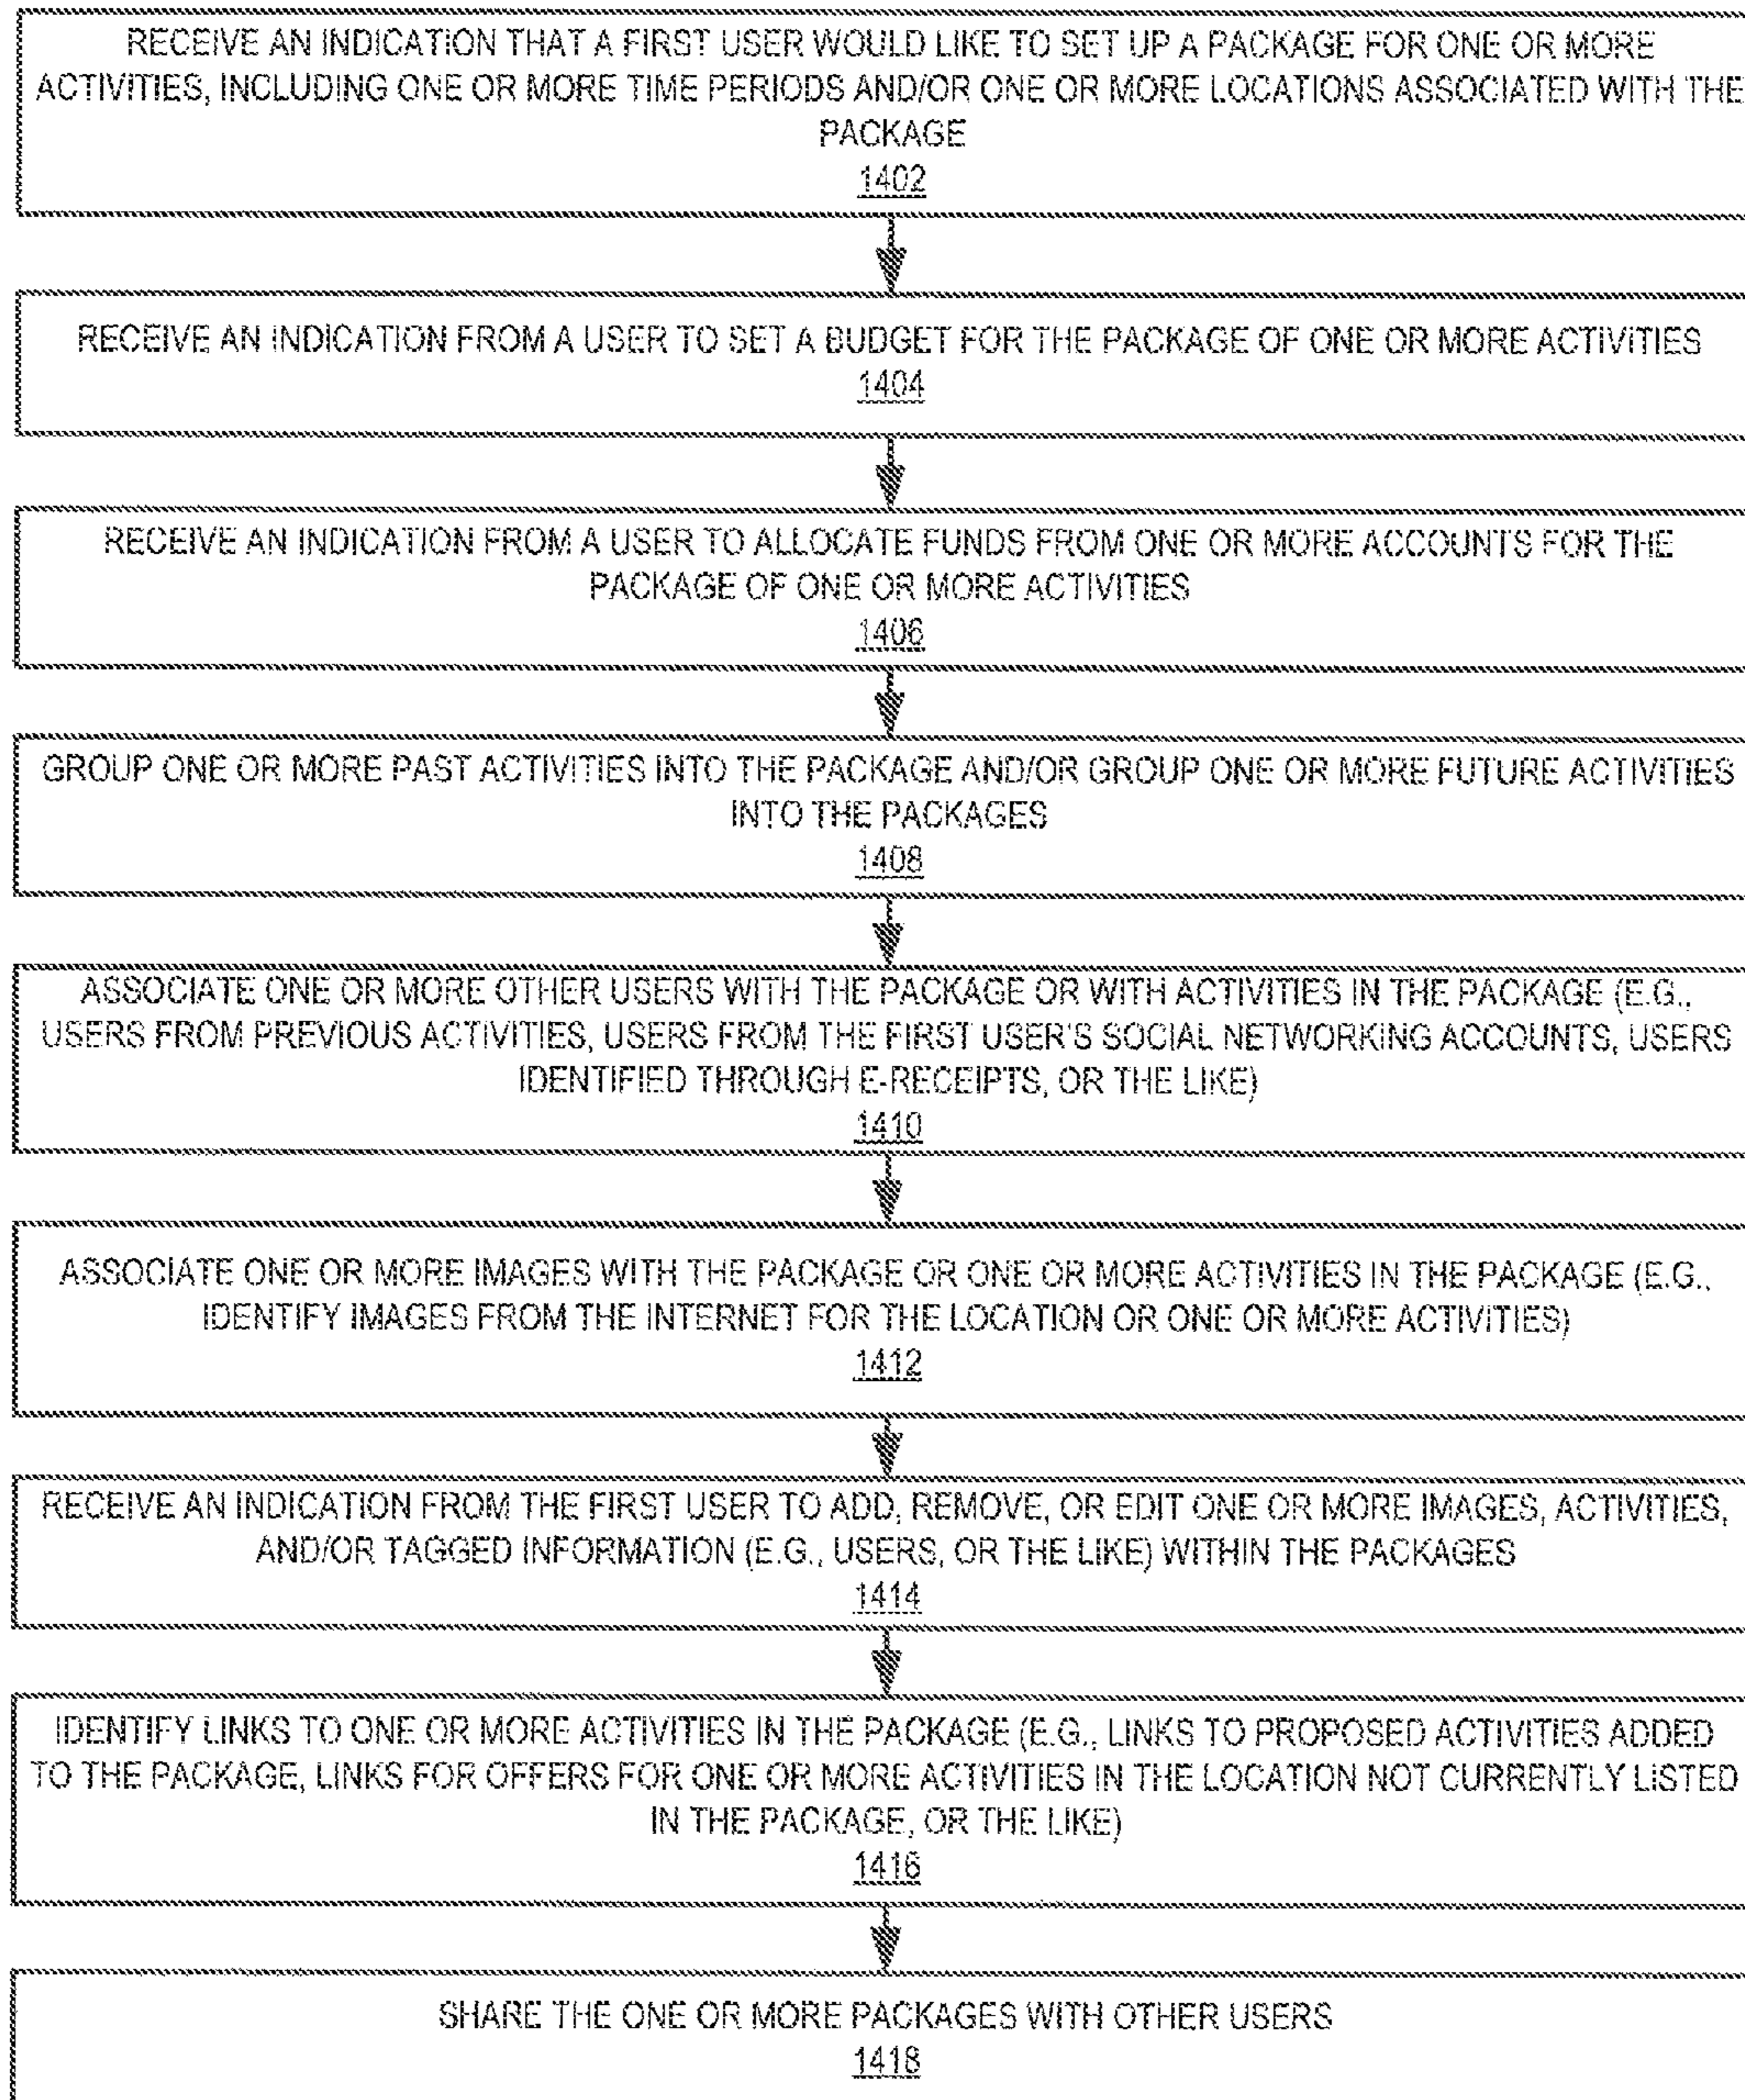 RECEIVE AN INDICATION THAT A FIRST USER WOULD LIKE TO SET UP A PACKAGE FOR ONE OR MORE
ACTIVITIES, INCLUDING ONE OR MORE TIME PERIODS AND/OR ONE OR MORE LOCATIONS ASSOCIATED WITH THE
PACKAGE
1402
RECEIVE AN INDICATION FROM A USER TO SET A BUDGET FOR THE PACKAGE OF ONE OR MORE ACTIVITIES
1404
RECEIVE AN INDICATION FROM A USER TO ALLOCATE FUNDS FROM ONE OR MORE ACCOUNTS FOR THE
PACKAGE OF ONE OR MORE ACTIVITIES
1406
GROUP ONE OR MORE PAST ACTIVITIES INTO THE PACKAGE AND/OR GROUP ONE OR MORE FUTURE ACTIVITIES
INTO THE PACKAGES
1408
ASSOCIATE ONE OR MORE OTHER USERS WITH THE PACKAGE OR WITH ACTIVITIES IN THE PACKAGE (E.G.,
USERS FROM PREVIOUS ACTIVITIES, USERS FROM THE FIRST USER'S SOCIAL NETWORKING ACCOUNTS, USERS
IDENTIFIED THROUGH E-RECEIPTS, OR THE LIKE)
1410
ASSOCIATE ONE OR MORE IMAGES WITH THE PACKAGE OR ONE OR MORE ACTIVITIES IN THE PACKAGE (E.G.,
IDENTIFY IMAGES FROM THE INTERNET FOR THE LOCATION OR ONE OR MORE ACTIVITIES)
1412
RECEIVE AN INDICATION FROM THE FIRST USER TO ADD, REMOVE, OR EDIT ONE OR MORE IMAGES, ACTIVITIES,
AND/OR TAGGED INFORMATION (E.G., USERS, OR THE LIKE) WITHIN THE PACKAGES
1414
IDENTIFY LINKS TO ONE OR MORE ACTIVITIES IN THE PACKAGE (E.G., LINKS TO PROPOSED ACTIVITIES ADDED
TO THE PACKAGE, LINKS FOR OFFERS FOR ONE OR MORE ACTIVITIES IN THE LOCATION NOT CURRENTLY LISTED
IN THE PACKAGE, OR THE LIKE)
1416
SHARE THE ONE OR MORE PACKAGES WITH OTHER USERS
1418